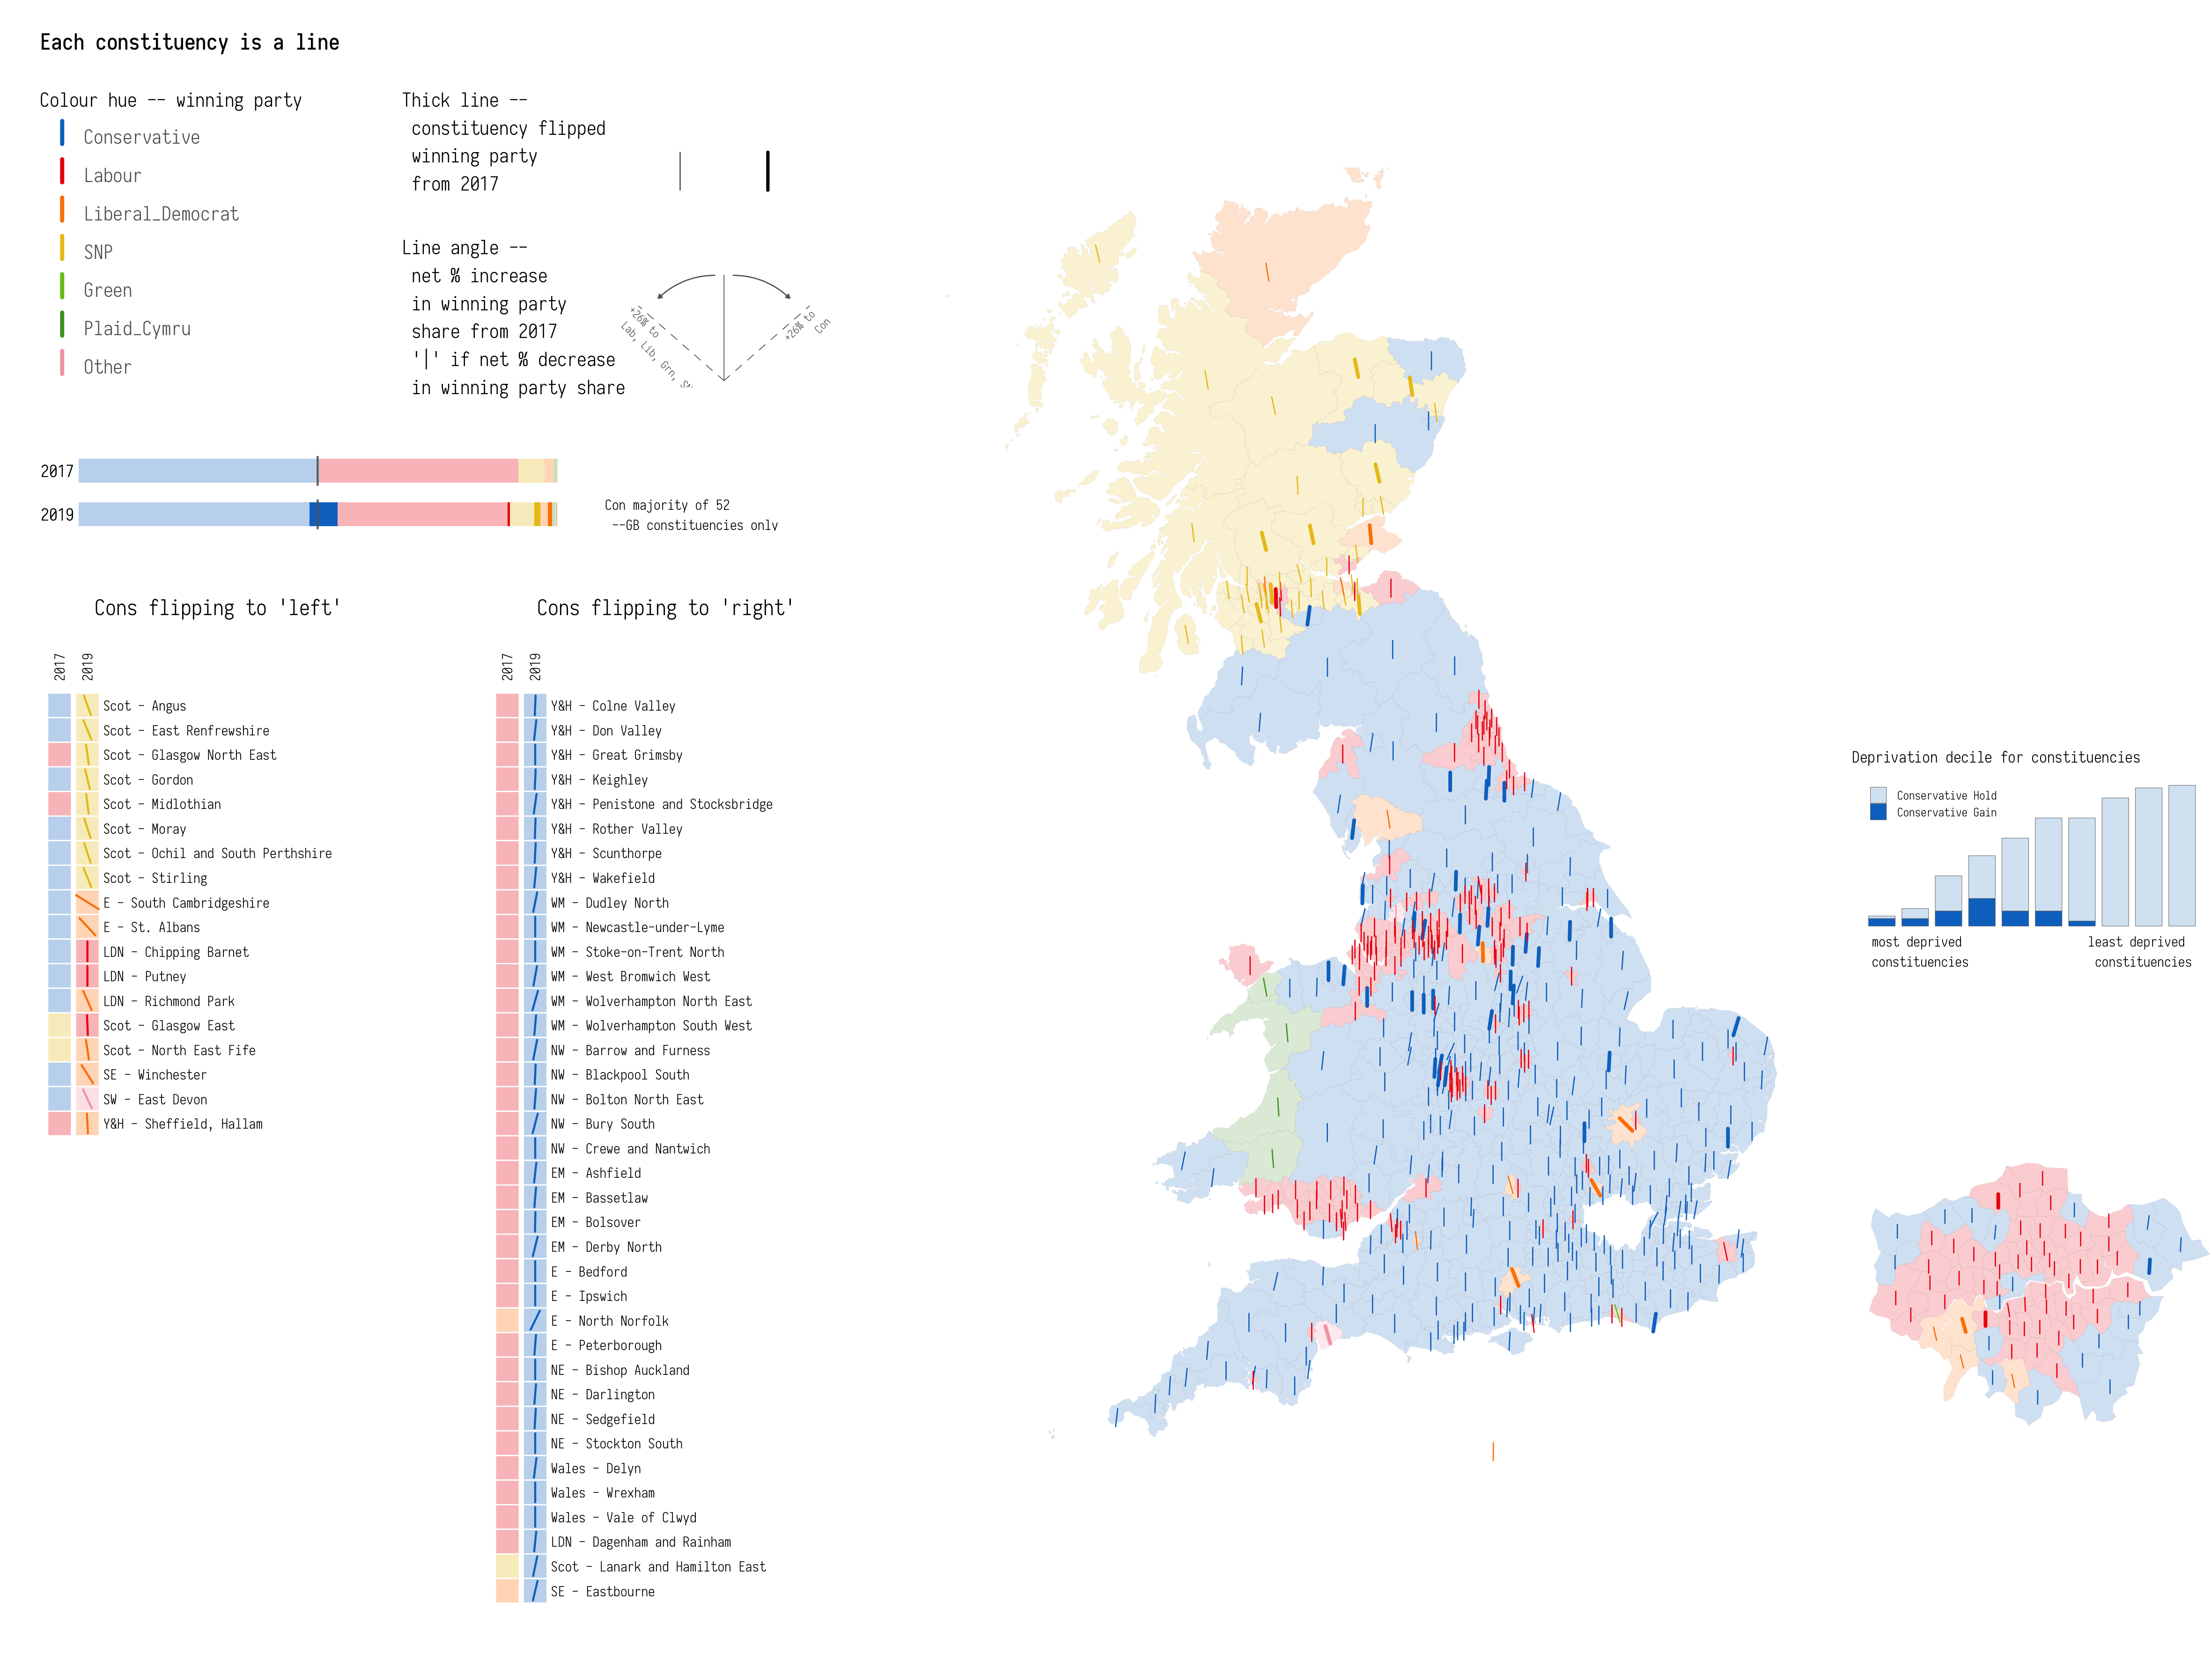 Each constituency is a line
Colour hue -- winning party
Conservative
Labour
Liberal_Democrat
SNP
Green
Plaid_Cymru
Other
Thick line --
constituency flipped
winning party
from 2017
Line angle --
net % increase
in winning party
share from 2017
'|' if net % decrease
in winning party share
+26% to
Lab, Lib, Grn,
+26% to
Con
2017
2019
Con majority of 52
--GB constituencies only
Cons flipping to 'left'
2017
2019
Scot - Angus
Scot - East Renfrewshire
Scot - Glasgow North East
Scot - Gordon
Scot - Midlothian
Scot - Moray
Scot - Ochil and South Perthshire
Scot - Stirling
E - South Cambridgeshire
E - St. Albans
LDN - Chipping Barnet
LDN - Putney
LDN - Richmond Park
Scot - Glasgow East
Scot - North East Fife
SE - Winchester
SW - East Devon
Y&H - Sheffield, Hallam
Cons flipping to 'right'
2017
2019
Y&H - Colne Valley
Y&H - Don Valley
Y&H - Great Grimsby
Y&H - Keighley
Y&H - Penistone and Stocksbridge
Y&H - Rother Valley
Y&H - Scunthorpe
Y&H - Wakefield
WM - Dudley North
WM - Newcastle-under-Lyme
WM - Stoke-on-Trent North
WM - West Bromwich West
WM - Wolverhampton North East
WM - Wolverhampton South West
NW - Barrow and Furness
NW - Blackpool South
NW - Bolton North East
NW - Bury South
NW - Crewe and Nantwich
EM - Ashfield
EM - Bassetlaw
EM - Bolsover
EM - Derby North
E - Bedford
E - Ipswich
E - North Norfolk
E - Peterborough
NE - Bishop Auckland
NE - Darlington
NE - Sedgefield
NE - Stockton South
Wales - Delyn
Wales - Wrexham
Wales - Vale of Clwyd
LDN - Dagenham and Rainham
Scot - Lanark and Hamilton East
SE - Eastbourne
Deprivation decile for constituencies
Conservative Hold
Conservative Gain
most deprived
constituencies
least deprived
constituencies